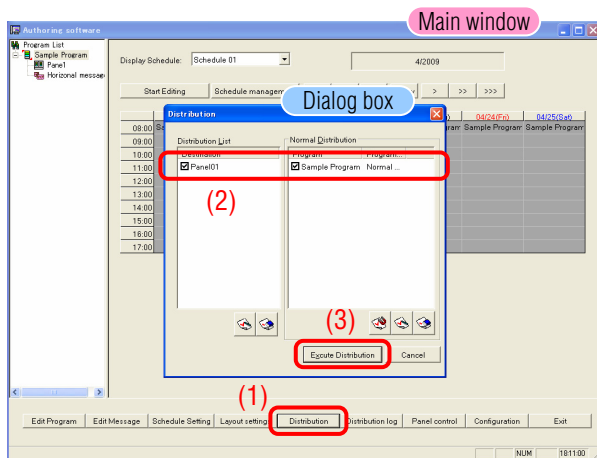 Main window
Authoring software
Program List
Sample Program
Panel
Horizonal message
Display Schedule: Schedule 01
4/2009
Start Editing
Schedule managem
>
>>
>>>
Dialog box
Distribution
04/24(Fri)
04/25(Sat)
08:00
09:00
10:00
11:00
12:00
13:00
14:00
15:00
16:00
17:00
ram
Sample Program
Sample Program
Distribution List
Normal Distribution
Destination
Program
Program...
Panel01
Sample Program
Normal ...
(2)
(3)
Execute Distribution
Cancel
(1)
Edit Program
Edit Message
Schedule Setting
Layout setting
Distribution
Distribution log
Panel control
Configuration
Exit
NUM
18:11:00